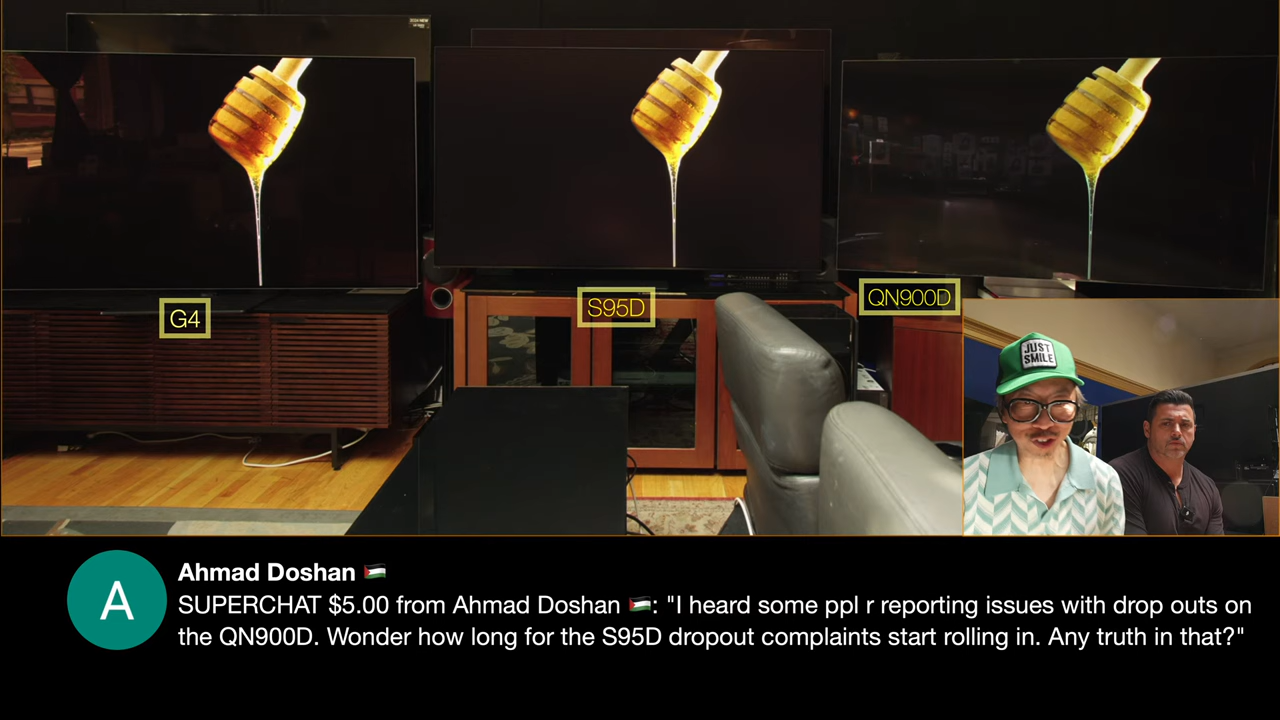 G4
S95D
QN900D
JUST
SMILE
A
Ahmad Doshan 🇵🇸
SUPERCHAT $5.00 from Ahmad Doshan 🇵🇸: "I heard some ppl r reporting issues with drop outs on
the QN900D. Wonder how long for the S95D dropout complaints start rolling in. Any truth in that?"